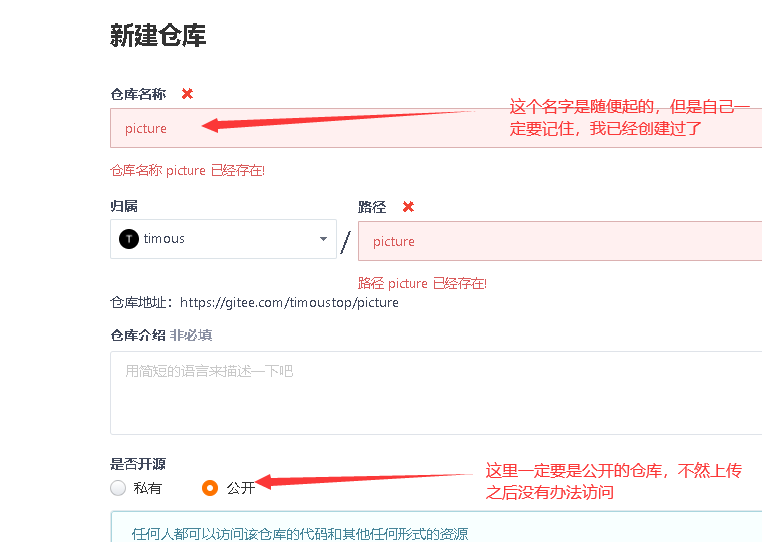 新建仓库
仓库名称
这个名字是随便起的，但是自己一
定要记住，我已经创建过了
picture
仓库名称 picture 已经存在!
归属
路径
T timous
/
picture
路径 picture 已经存在!
仓库地址：https://gitee.com/timoustop/picture
仓库介绍 非必填
用简短的语言来描述一下吧
是否开源
私有
公开
这里一定要是公开的仓库，不然上传
之后没有办法访问
任何人都可以访问该仓库的代码和其他任何形式的资源